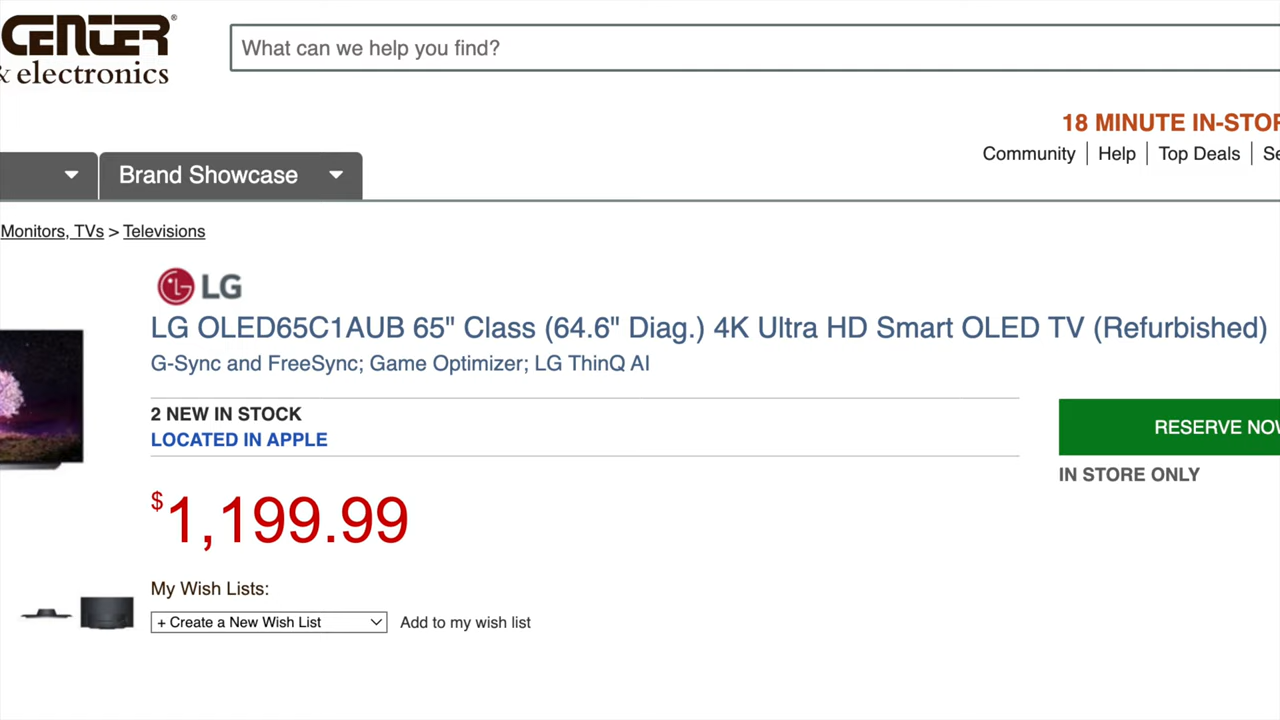 CENTER®
& electronics
What can we help you find?
18 MINUTE IN-STOR
Community
Help
Top Deals
Se
Brand Showcase
Monitors, TVs > Televisions
LG
LG OLED65C1AUB 65" Class (64.6" Diag.) 4K Ultra HD Smart OLED TV (Refurbished)
G-Sync and FreeSync; Game Optimizer; LG ThinQ AI
2 NEW IN STOCK
LOCATED IN APPLE
RESERVE NOW
IN STORE ONLY
$1,199.99
My Wish Lists:
+ Create a New Wish List
Add to my wish list